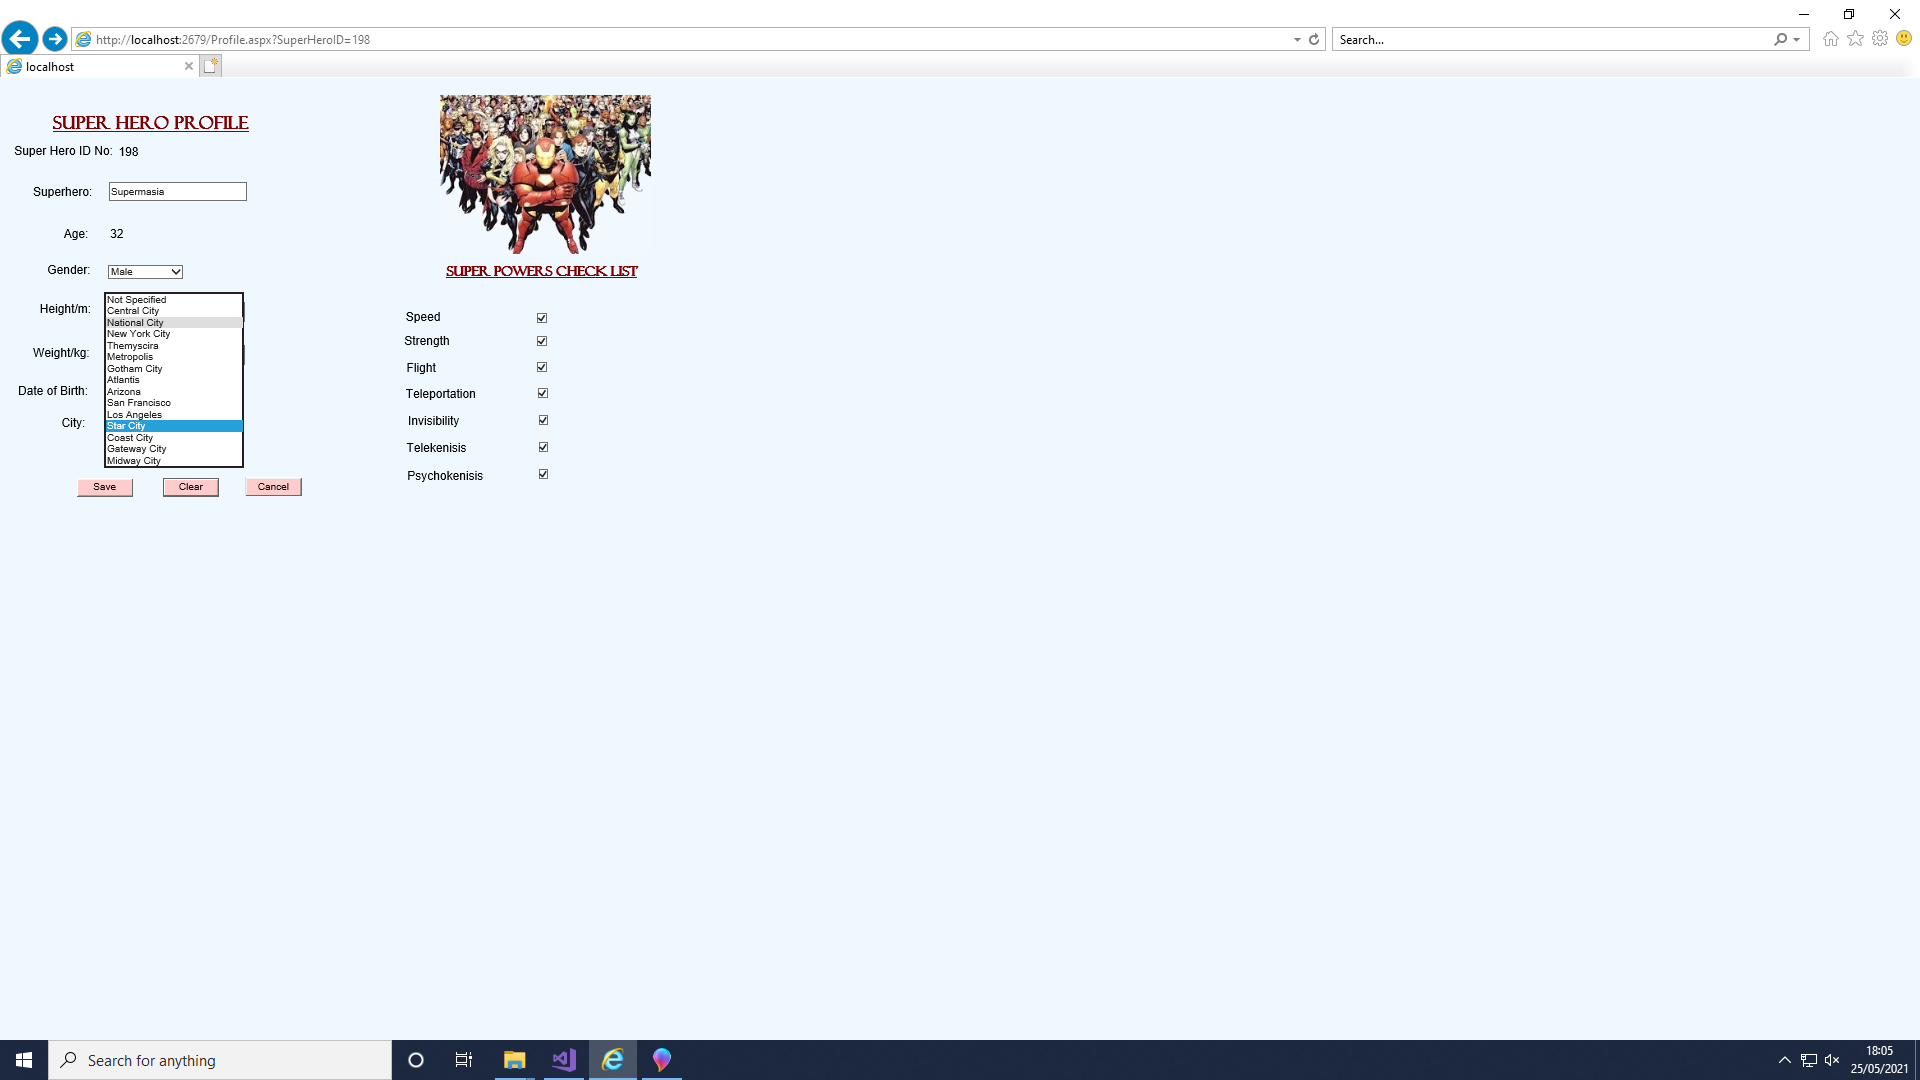 http://localhost:2679/Profile.aspx?SuperHeroID=198
Search...
localhost
SUPER HERO PROFILE
Super Hero ID No: 198
Superhero: Supermasia
Age: 32
Gender: Male
Height/m:
Weight/kg:
Date of Birth:
City:
Not Specified
Central City
National City
New York City
Themyscira
Metropolis
Gotham City
Atlantis
Arizona
San Francisco
Los Angeles
Star City
Coast City
Gateway City
Midway City
Save Clear Cancel
SUPER POWERS CHECK LIST
Speed
Strength
Flight
Teleportation
Invisibility
Telekenisis
Psychokenisis
Search for anything
18:05
25/05/2021